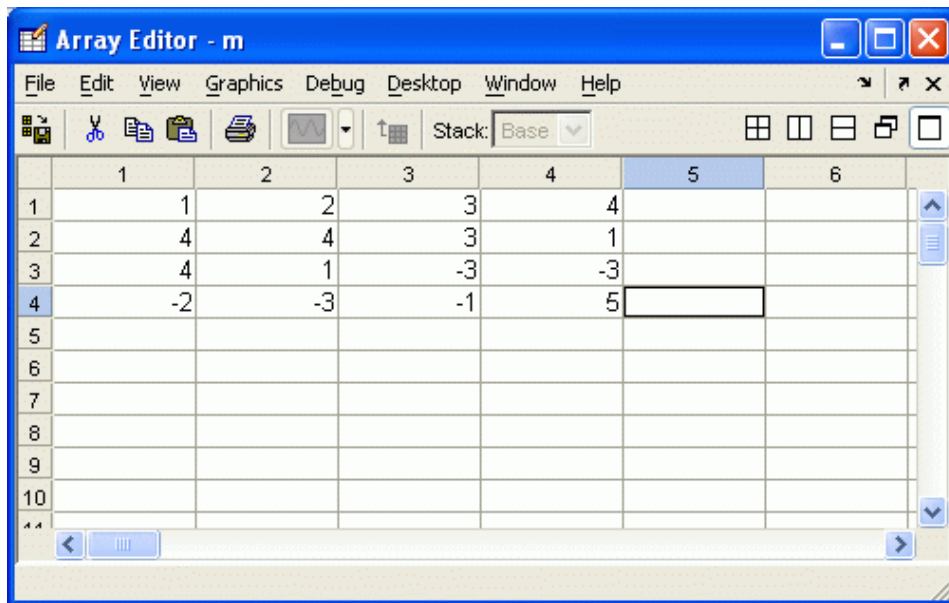 Array Editor - m
File Edit View Graphics Debug Desktop Window Help
Stack: Base
1 2 3 4 5 6
1 1 2 3 4
2 4 4 3 1
3 4 1 -3 -3
4 -2 -3 -1 5
5
6
7
8
9
10